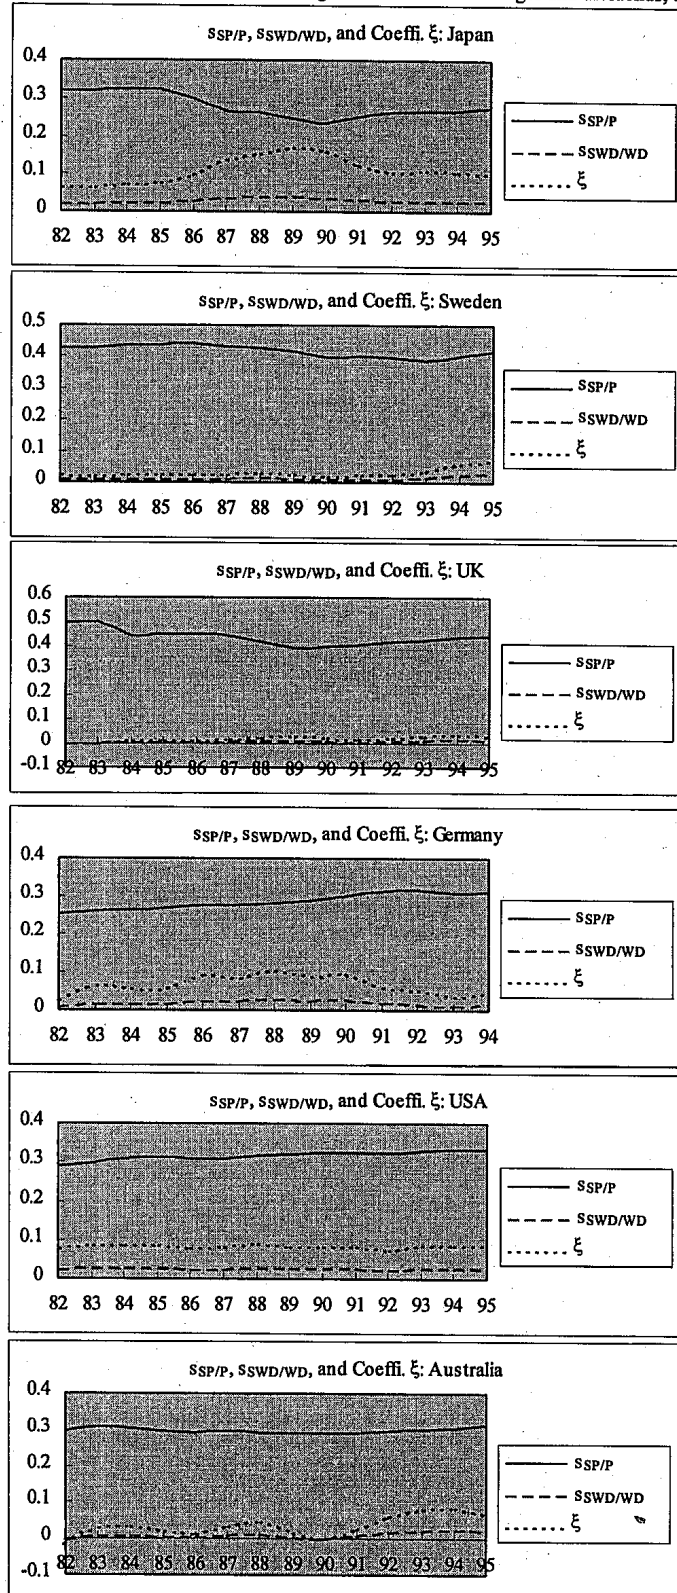 sSP/P, sSWD/WD, and Coeffi. ξ: Japan
0.4
0.3
0.2
0.1
0
82 83 84 85 86 87 88 89 90 91 92 93 94 95
sSP/P
sSWD/WD
ξ
sSP/P, sSWD/WD, and Coeffi. ξ: Sweden
0.5
0.4
0.3
0.2
0.1
0
82 83 84 85 86 87 88 89 90 91 92 93 94 95
sSP/P
sSWD/WD
ξ
sSP/P, sSWD/WD, and Coeffi. ξ: UK
0.6
0.5
0.4
0.3
0.2
0.1
0
-0.1
82 83 84 85 86 87 88 89 90 91 92 93 94 95
sSP/P
sSWD/WD
ξ
sSP/P, sSWD/WD, and Coeffi. ξ: Germany
0.4
0.3
0.2
0.1
0
82 83 84 85 86 87 88 89 90 91 92 93 94
sSP/P
sSWD/WD
ξ
sSP/P, sSWD/WD, and Coeffi. ξ: USA
0.4
0.3
0.2
0.1
0
82 83 84 85 86 87 88 89 90 91 92 93 94 95
sSP/P
sSWD/WD
ξ
sSP/P, sSWD/WD, and Coeffi. ξ: Australia
0.4
0.3
0.2
0.1
0
-0.1
82 83 84 85 86 87 88 89 90 91 92 93 94 95
sSP/P
sSWD/WD
ξ